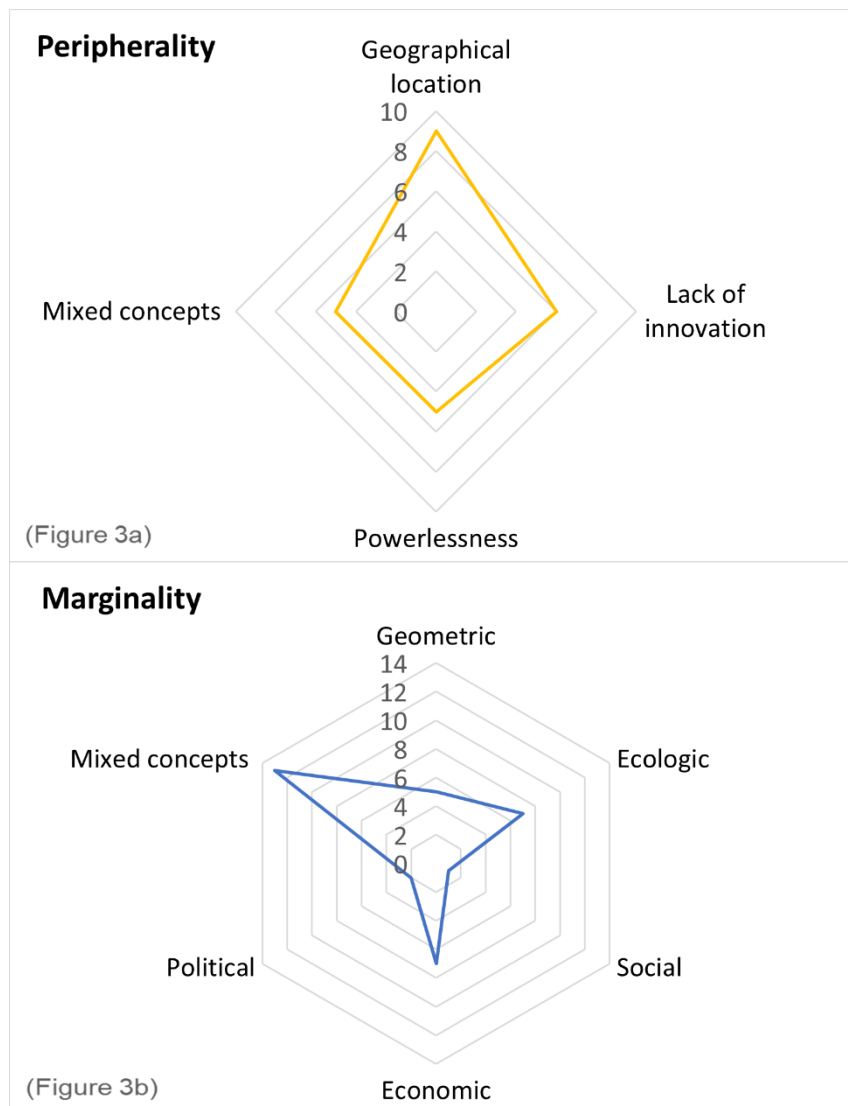 Peripherality
Geographical
location
10
8
6
4
2
0
Mixed concepts
Lack of
innovation
Powerlessness
(Figure 3a)
Marginality
Geometric
14
12
10
8
6
4
2
0
Mixed concepts
Ecologic
Political
Social
Economic
(Figure 3b)